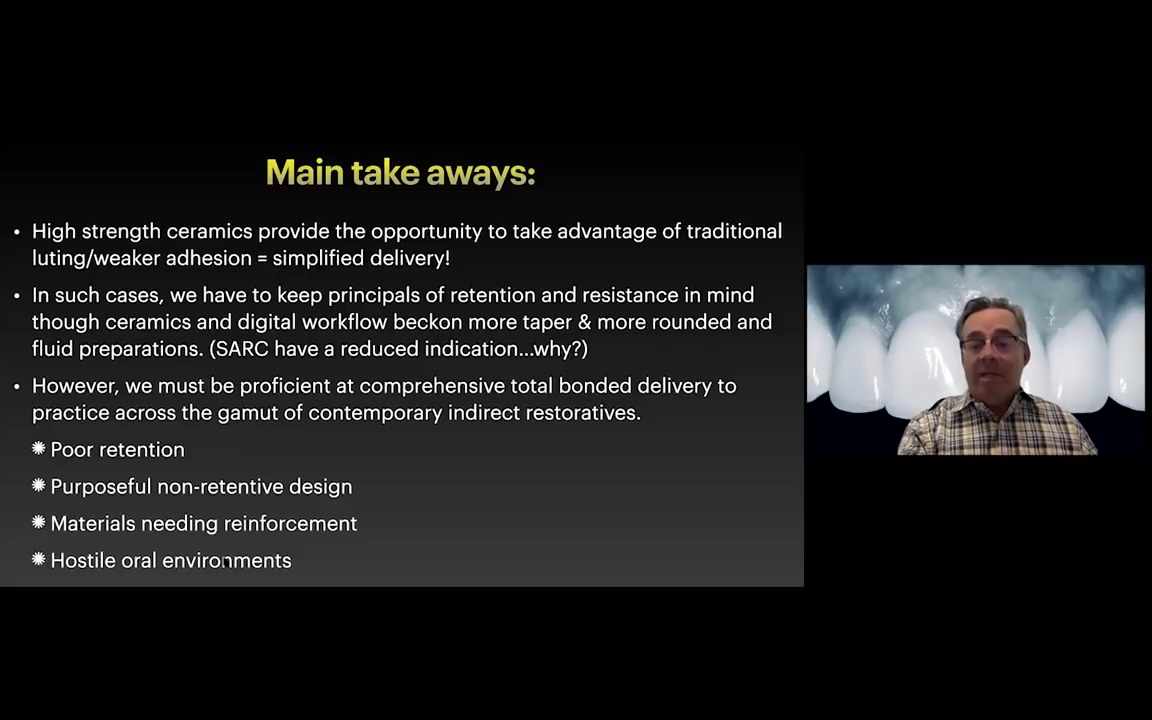 Main take aways:
• High strength ceramics provide the opportunity to take advantage of traditional
luting/weaker adhesion = simplified delivery!
• In such cases, we have to keep principals of retention and resistance in mind
though ceramics and digital workflow beckon more taper & more rounded and
fluid preparations. (SARC have a reduced indication...why?)
• However, we must be proficient at comprehensive total bonded delivery to
practice across the gamut of contemporary indirect restoratives.
✺ Poor retention
✺ Purposeful non-retentive design
✺ Materials needing reinforcement
✺ Hostile oral environments